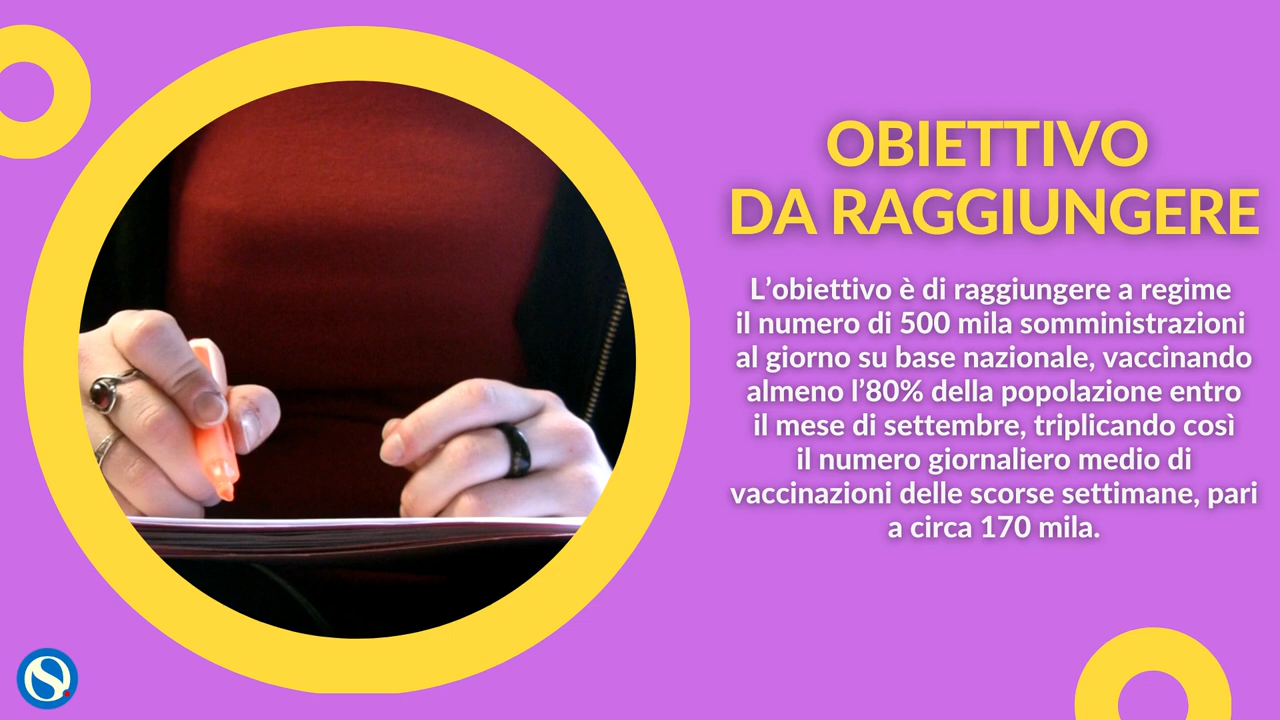 OBIETTIVO
DA RAGGIUNGERE
L’obiettivo è di raggiungere a regime
il numero di 500 mila somministrazioni
al giorno su base nazionale, vaccinando
almeno l’80% della popolazione entro
il mese di settembre, triplicando così
il numero giornaliero medio di
vaccinazioni delle scorse settimane, pari
a circa 170 mila.
S.